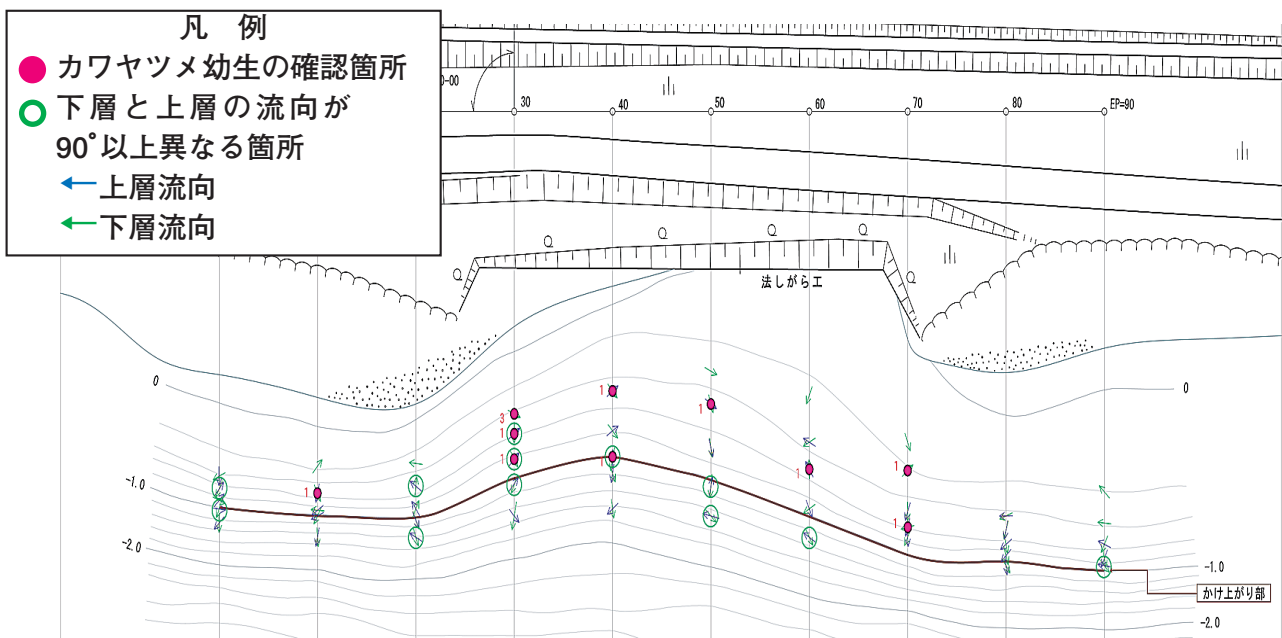 凡 例
カワヤツメ幼生の確認箇所
下層と上層の流向が
90°以上異なる箇所
上層流向
下層流向
0-00
30
40
50
60
70
80
EP=90
Q
Q
Q
Q
Q
Q
法しがら工
0
0
3
1
1
1
1
1
1
1
1
1
-1.0
-2.0
-1.0
かけ上がり部
-2.0